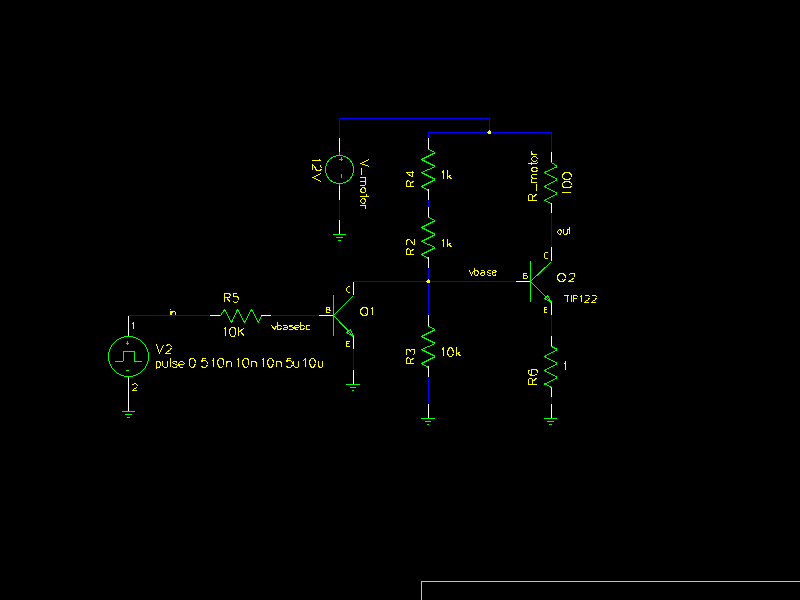 12V
V_motor
R4
1k
R_motor
100
R2
1k
out
vbase
C
B
Q2
TIP122
E
in
R5
10k
vbasebc
C
B
Q1
E
1
V2
pulse 0 5 10n 10n 10n 5u 10u
2
R3
10k
R6
1